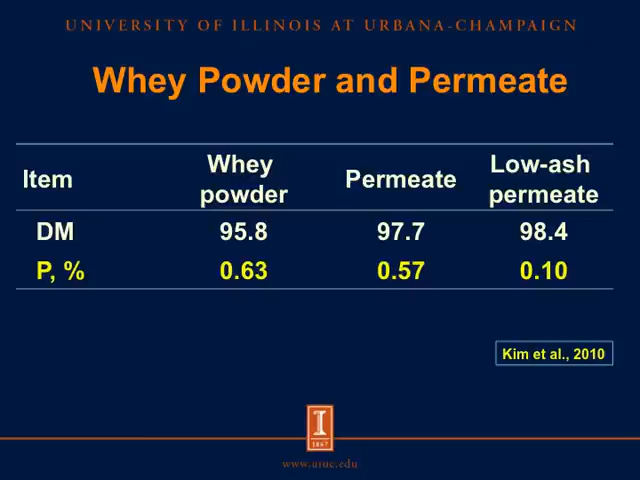 UNIVERSITY OF ILLINOIS AT URBANA-CHAMPAIGN
Whey Powder and Permeate
Item Whey powder Permeate Low-ash permeate
DM 95.8 97.7 98.4
P, % 0.63 0.57 0.10
Kim et al., 2010
I
1867
www.uiuc.edu